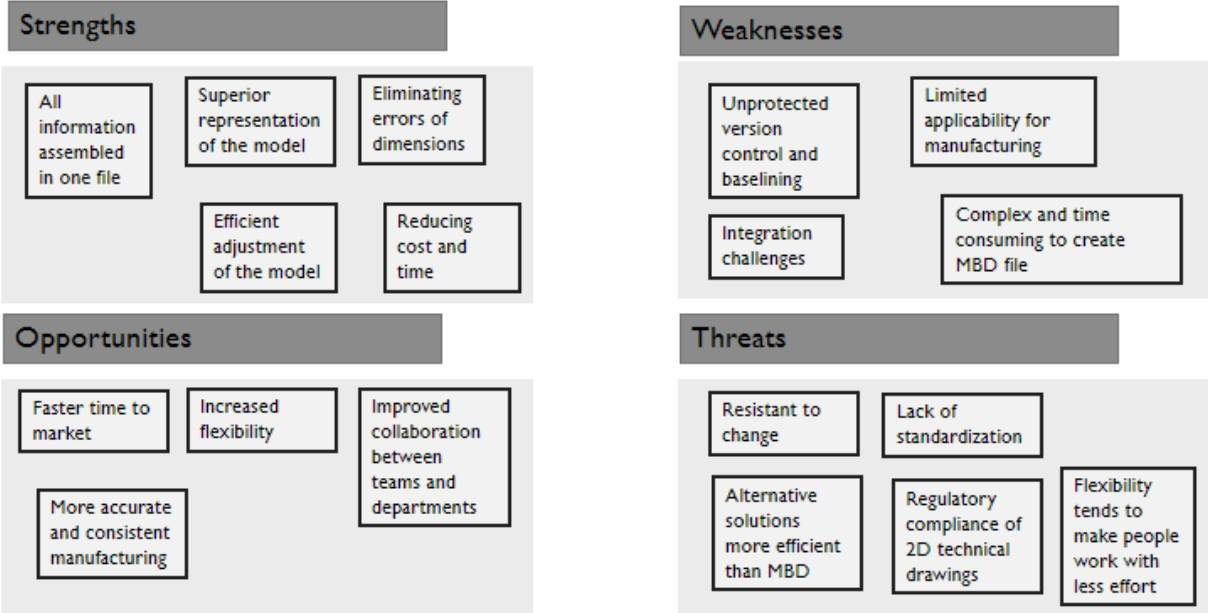 Strengths
All
information
assembled
in one file
Superior
representation
of the model
Eliminating
errors of
dimensions
Efficient
adjustment
of the model
Reducing
cost and
time
Weaknesses
Unprotected
version
control and
baselining
Limited
applicability for
manufacturing
Integration
challenges
Complex and time
consuming to create
MBD file
Opportunities
Faster time to
market
Increased
flexibility
Improved
collaboration
between
teams and
departments
More accurate
and consistent
manufacturing
Threats
Resistant to
change
Lack of
standardization
Alternative
solutions
more efficient
than MBD
Regulatory
compliance of
2D technical
drawings
Flexibility
tends to
make people
work with
less effort